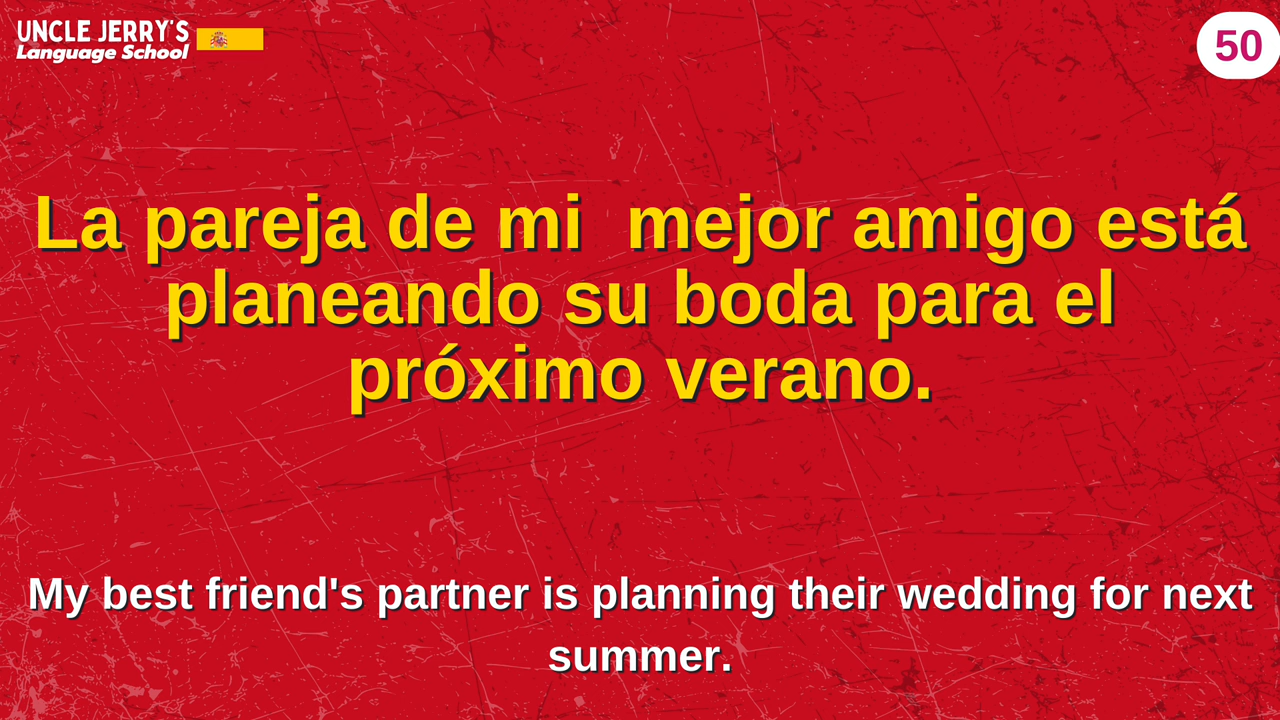 UNCLE JERRY'S
Language School
50
La pareja de mi  mejor amigo está
planeando su boda para el
próximo verano.
My best friend's partner is planning their wedding for next
summer.